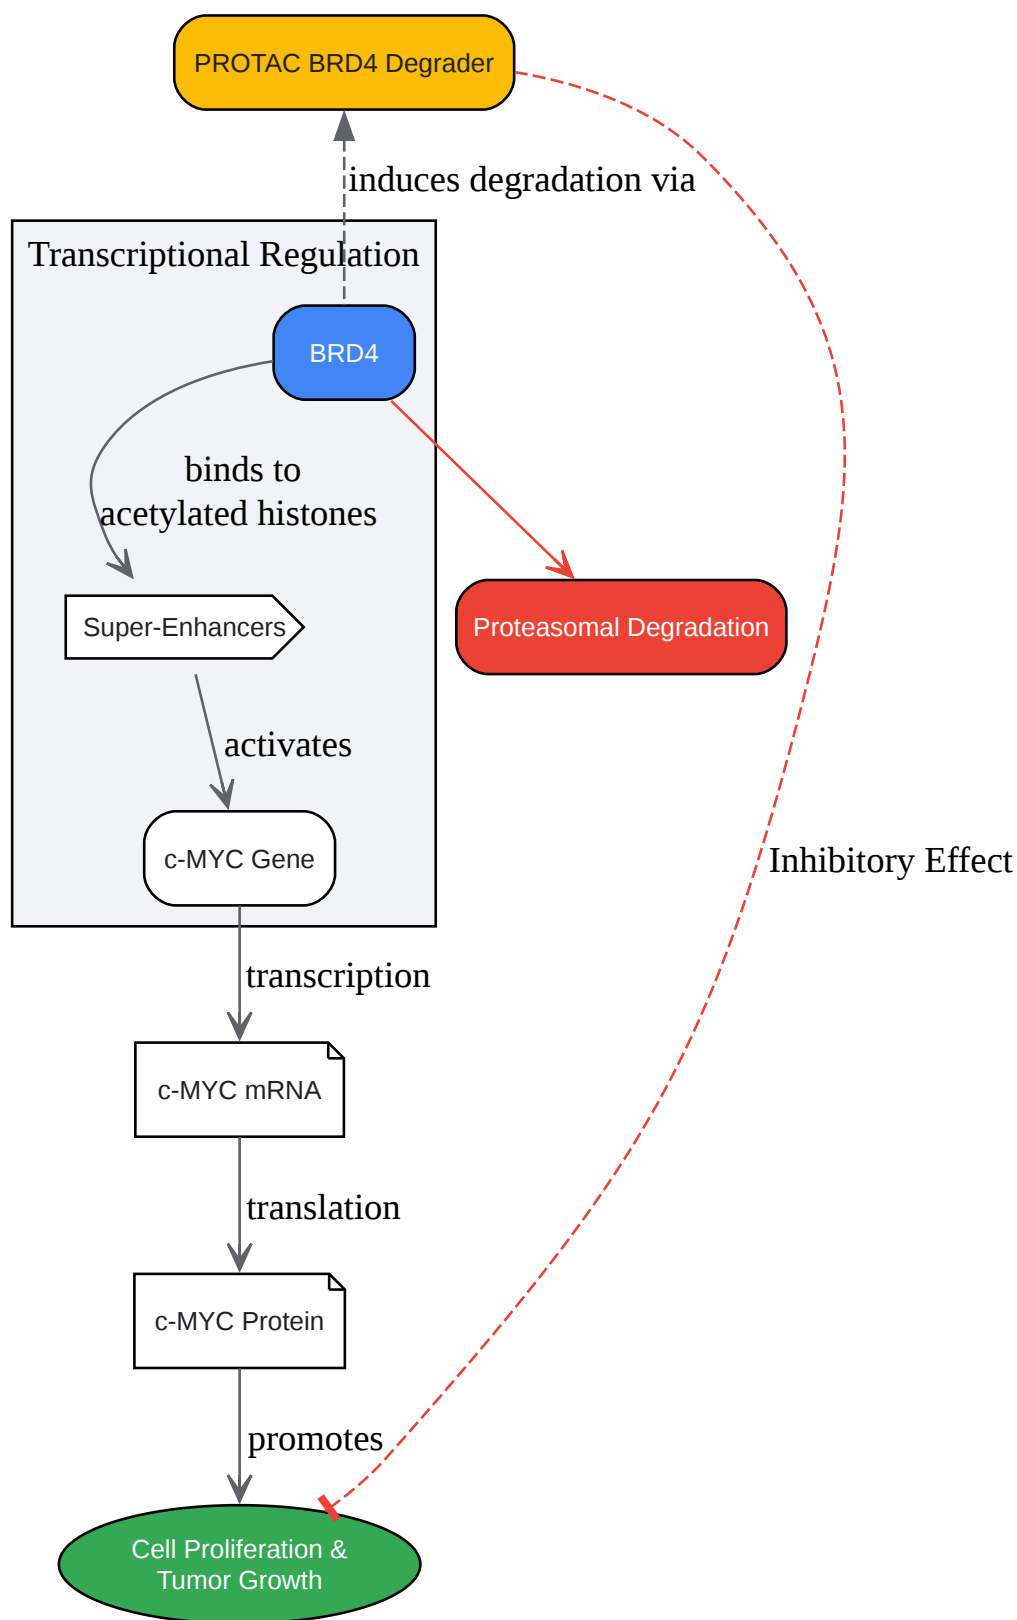 PROTAC BRD4 Degrader
induces degradation via
Transcriptional Regulation
BRD4
binds to
acetylated histones
Super-Enhancers
Proteasomal Degradation
activates
c-MYC Gene
Inhibitory Effect
transcription
c-MYC mRNA
translation
c-MYC Protein
promotes
Cell Proliferation &
Tumor Growth